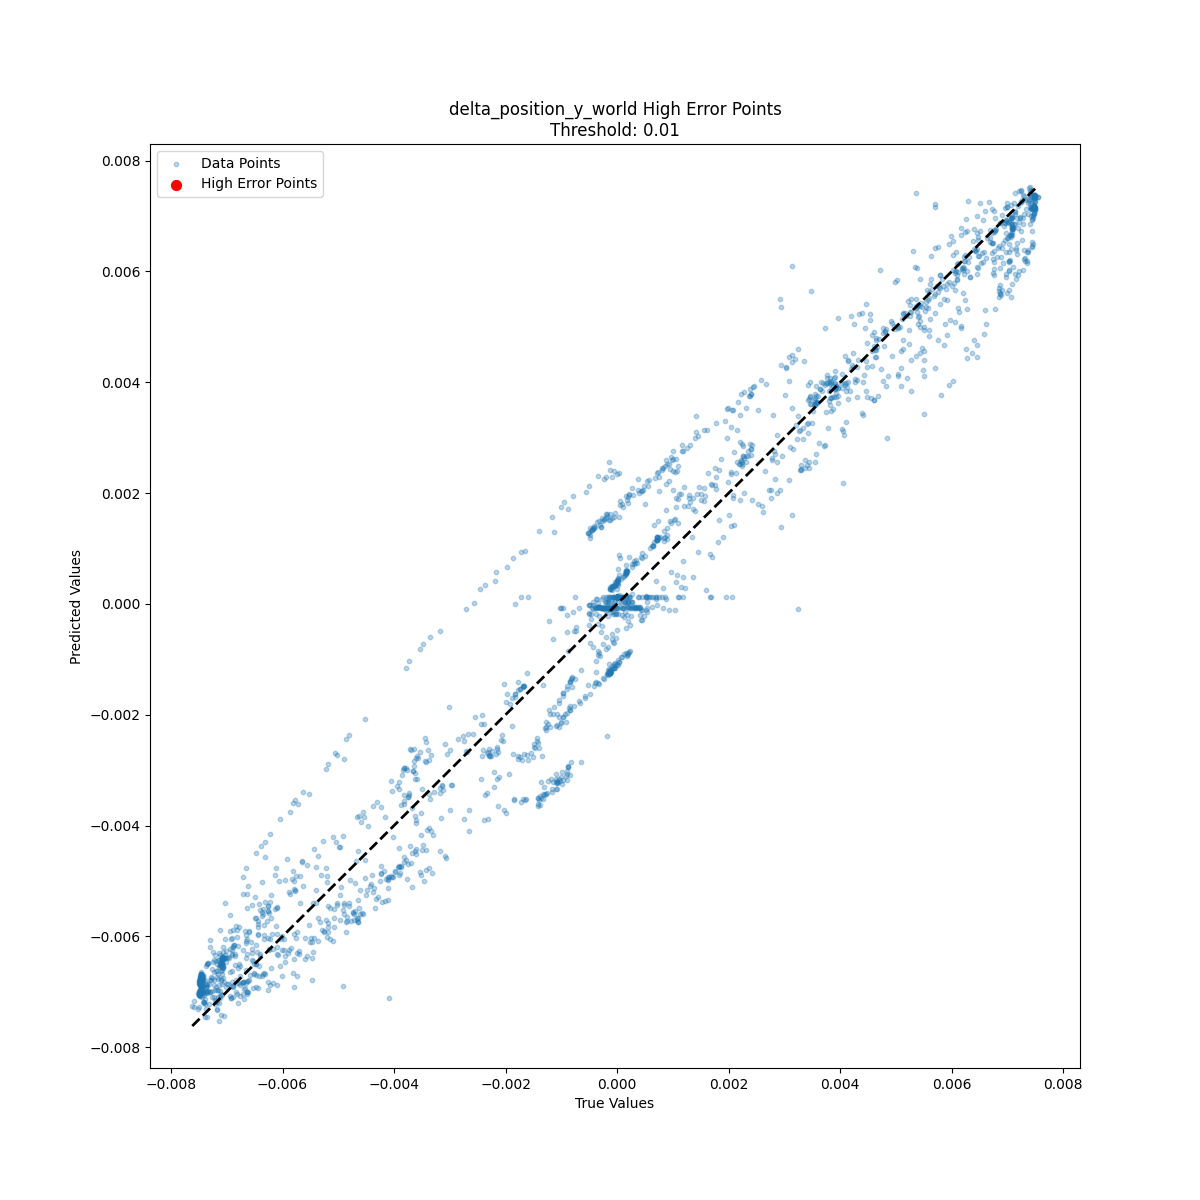 delta_position_y_world High Error Points
Threshold: 0.01
Data Points
High Error Points
0.008
0.006
0.004
0.002
0.000
−0.002
−0.004
−0.006
−0.008
Predicted Values
−0.008 −0.006 −0.004 −0.002 0.000 0.002 0.004 0.006 0.008
True Values